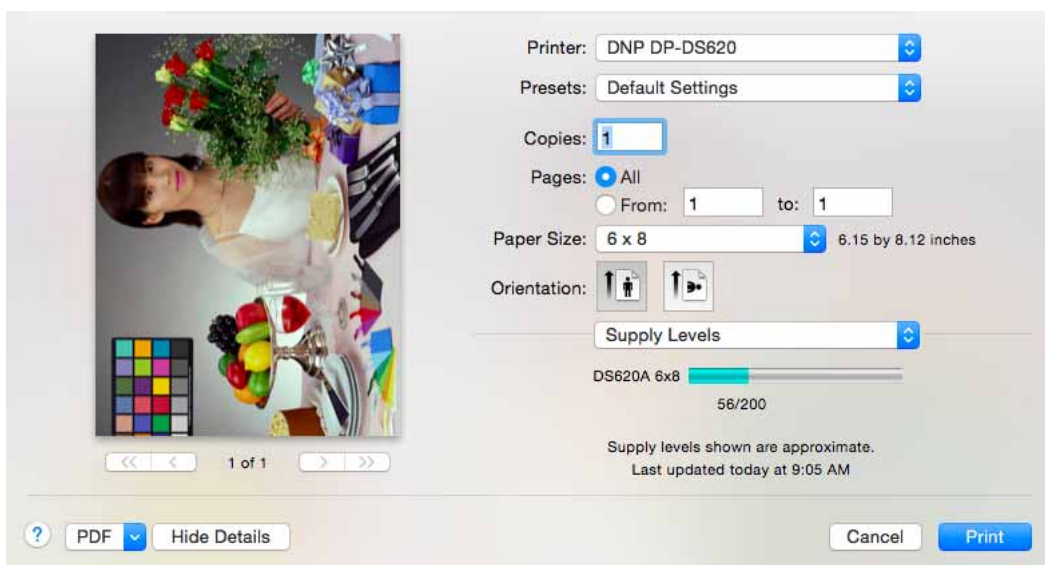 Printer: DNP DP-DS620
Presets: Default Settings
Copies: 1
Pages: All
From: 1 to: 1
Paper Size: 6 x 8 6.15 by 8.12 inches
Orientation:
Supply Levels
DS620A 6x8
56/200
Supply levels shown are approximate.
Last updated today at 9:05 AM
<< < 1 of 1 > >>
? PDF Hide Details Cancel Print